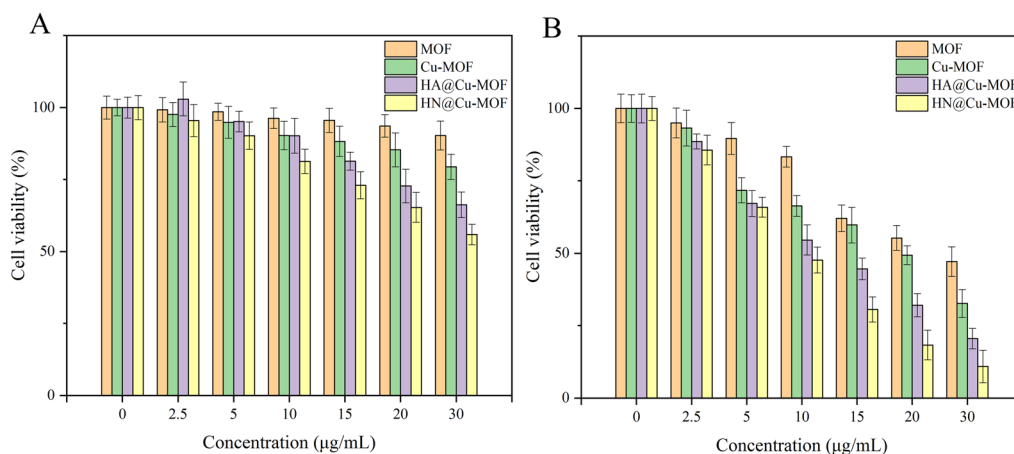 A
MOF
Cu-MOF
HA@Cu-MOF
HN@Cu-MOF
Cell viability (%)
100
50
0
0 2.5 5 10 15 20 30
Concentration (μg/mL)
B
MOF
Cu-MOF
HA@Cu-MOF
HN@Cu-MOF
Cell viability (%)
100
50
0
0 2.5 5 10 15 20 30
Concentration (μg/mL)